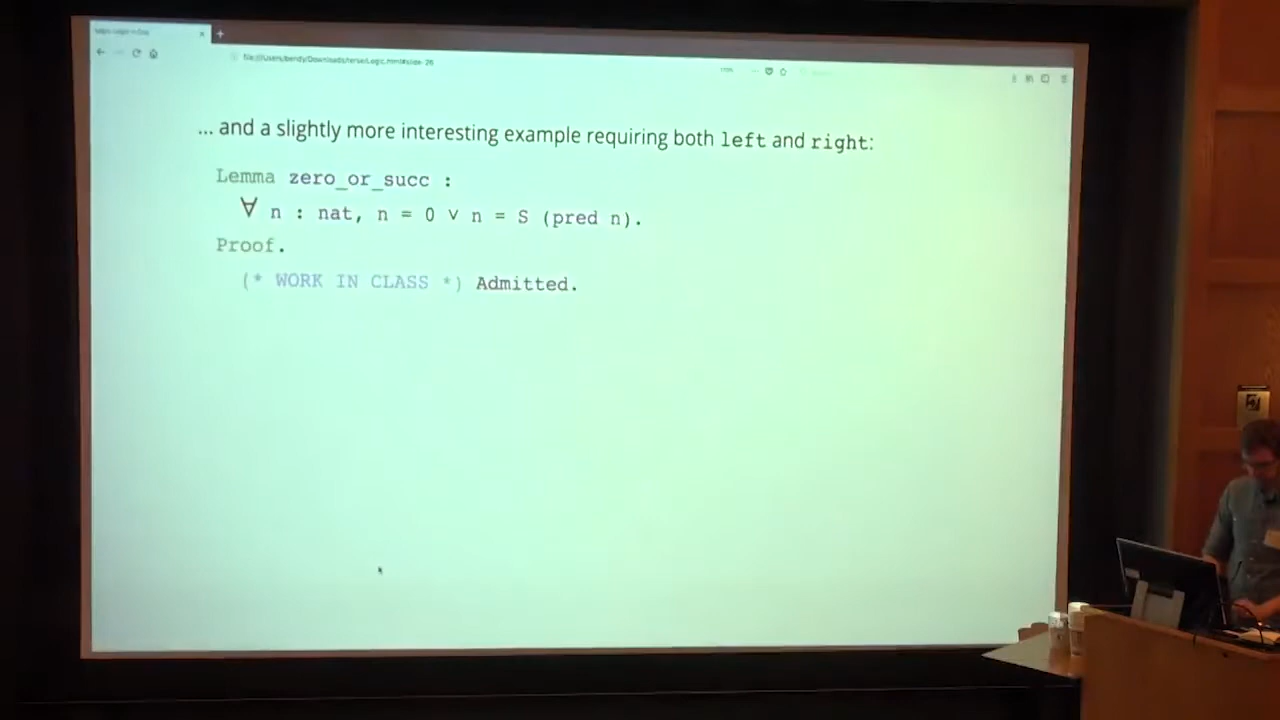 ... and a slightly more interesting example requiring both left and right:
Lemma zero_or_succ :
∀ n : nat, n = 0 ∨ n = S (pred n).
Proof.
(* WORK IN CLASS *) Admitted.